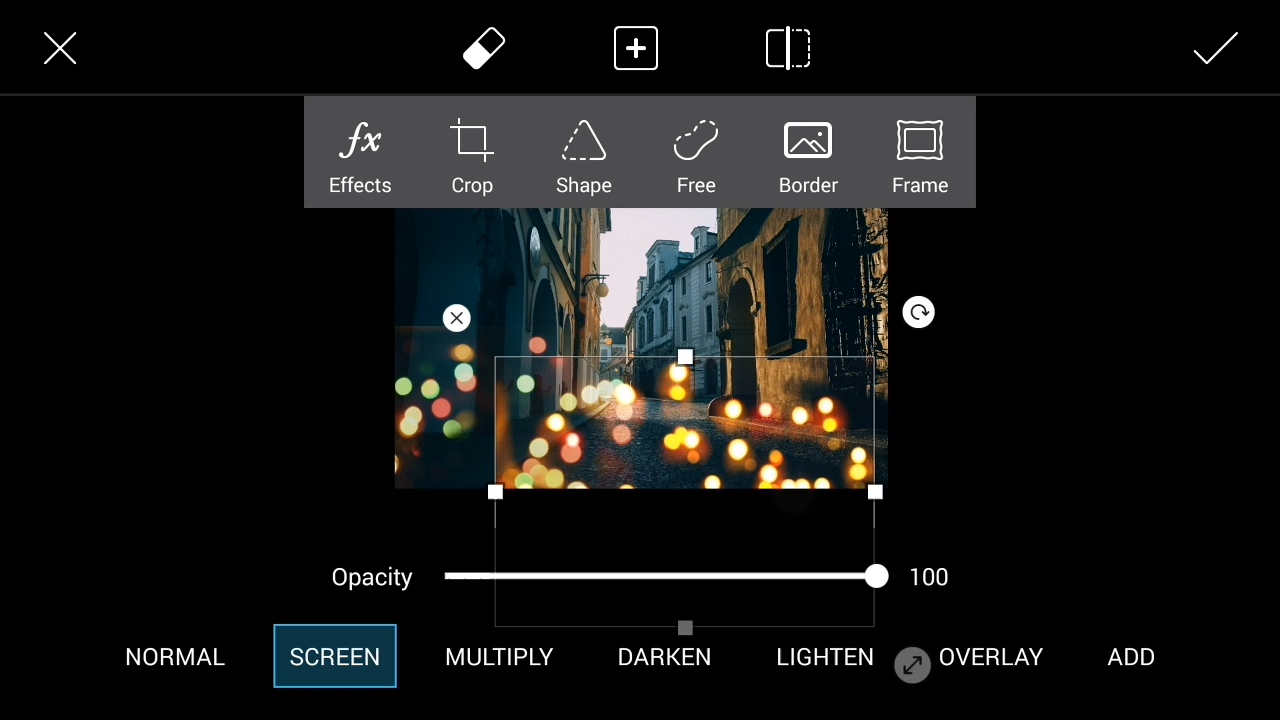 Effects Crop Shape Free Border Frame
Opacity 100
NORMAL SCREEN MULTIPLY DARKEN LIGHTEN OVERLAY ADD